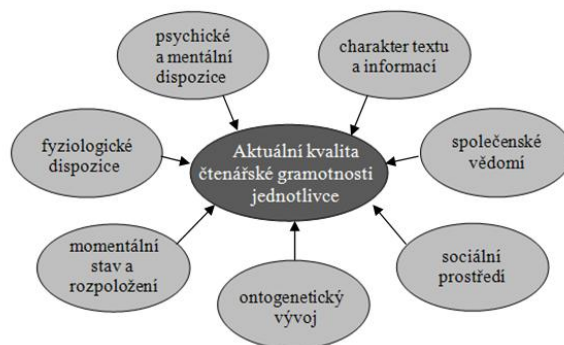 psychické
a mentální
dispozice
charakter textu
a informací
fyziologické
dispozice
Aktuální kvalita
čtenářské gramotnosti
jednotlivce
společenské
vědomí
momentální
stav a
rozpoložení
ontogenetický
vývoj
sociální
prostředí